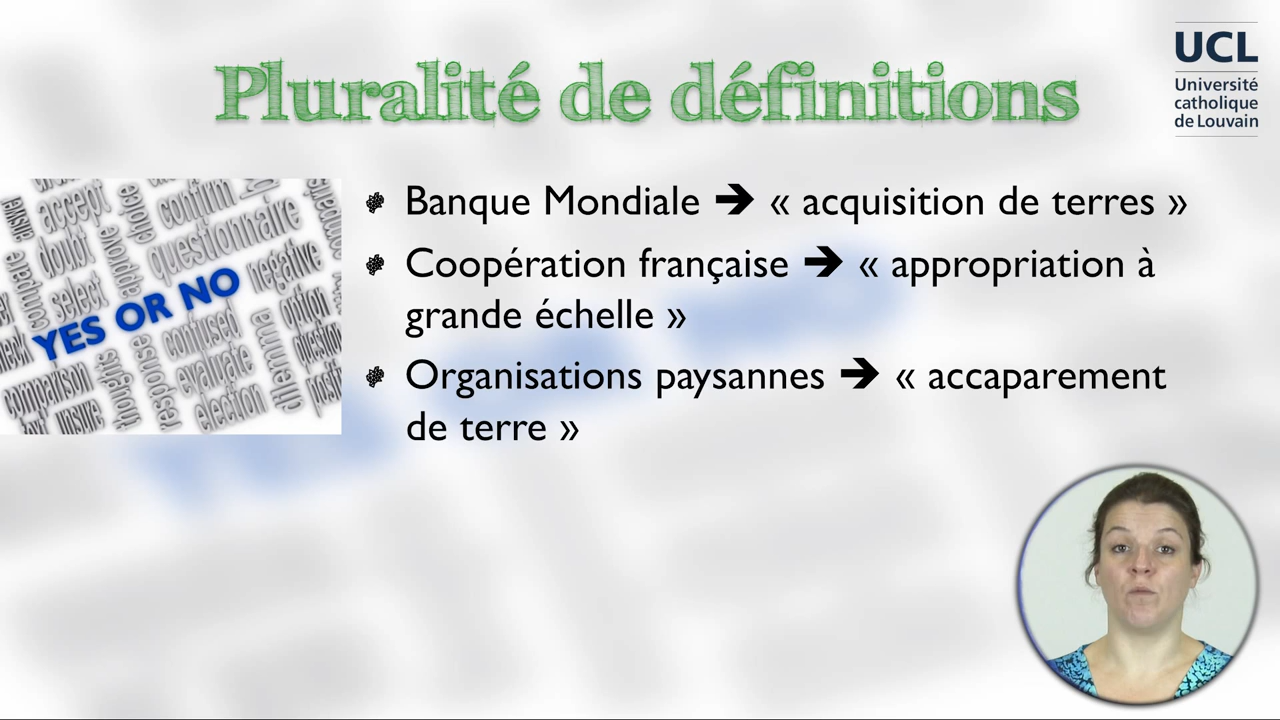 Pluralité de définitions
UCL
Université
catholique
de Louvain
Banque Mondiale ➔ « acquisition de terres »
Coopération française ➔ « appropriation à
grande échelle »
Organisations paysannes ➔ « accaparement
de terre »
accept
confirm
doubt
choice
questionnaire
approve
select
negative
YES OR NO
option
confused
response
evaluate
dilemma
comparison
thoughts
election
unsure